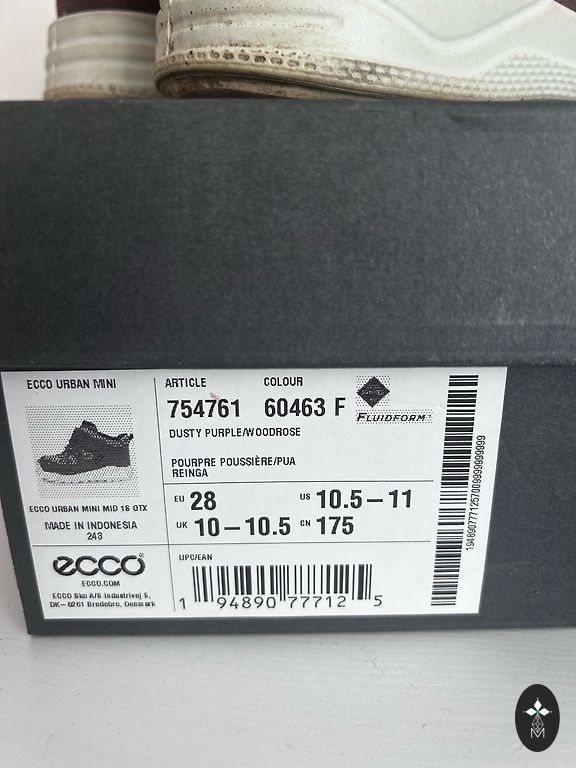 ECCO URBAN MINI
ECCO URBAN MINI MID 1S GTX
MADE IN INDONESIA
243
ecco®
ECCO.COM
ECCO Sko A/S Industrivej 5,
DK-6261 Bredebro, Denmark
ARTICLE COLOUR
754761 60463 F
FLUIDFORM™
DUSTY PURPLE/WOODROSE
POURPRE POUSSIÈRE/PUA
REINGA
EU 28 US 10.5-11
UK 10-10.5 CN 175
UPC/EAN
1 94890 77712 5
M